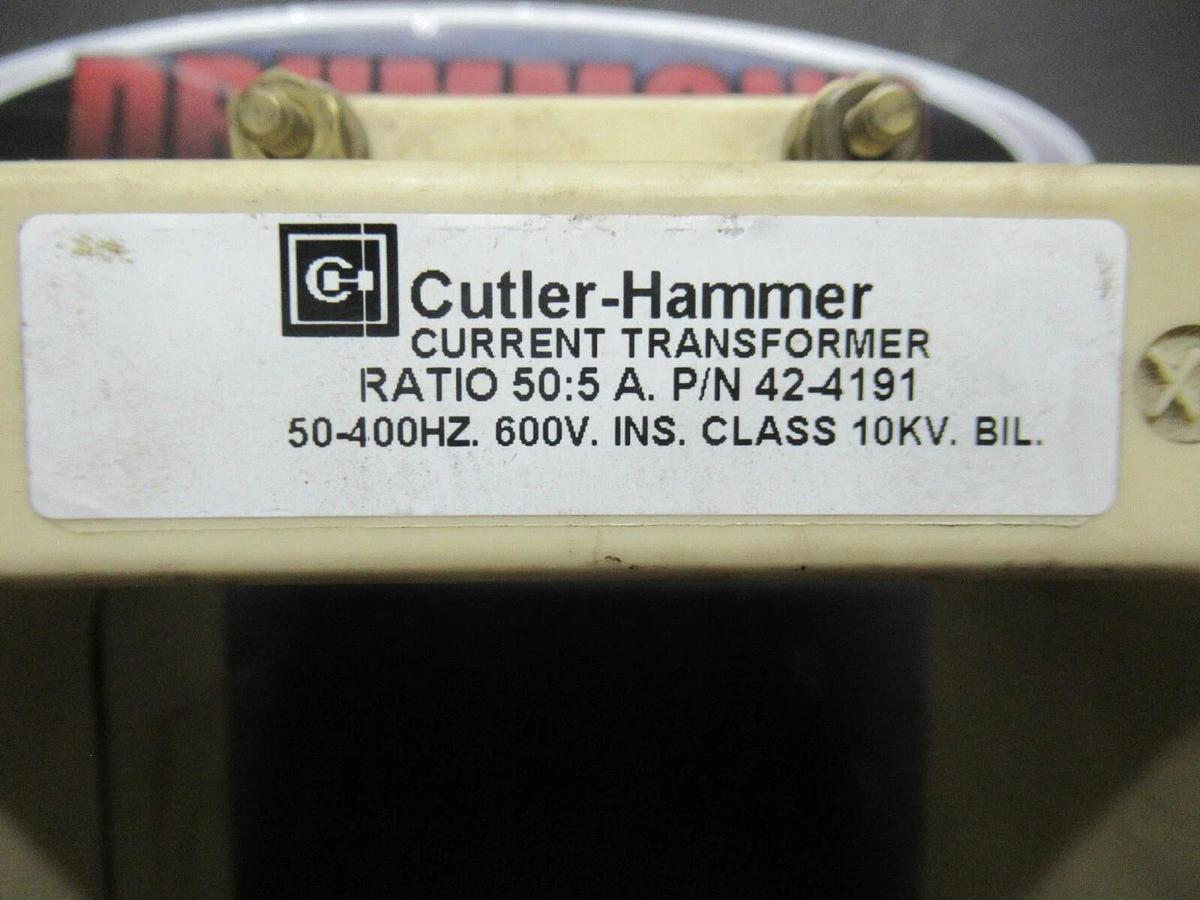 Cutler-Hammer
CURRENT TRANSFORMER
RATIO 50:5 A. P/N 42-4191
50-400HZ. 600V. INS. CLASS 10KV. BIL.
X